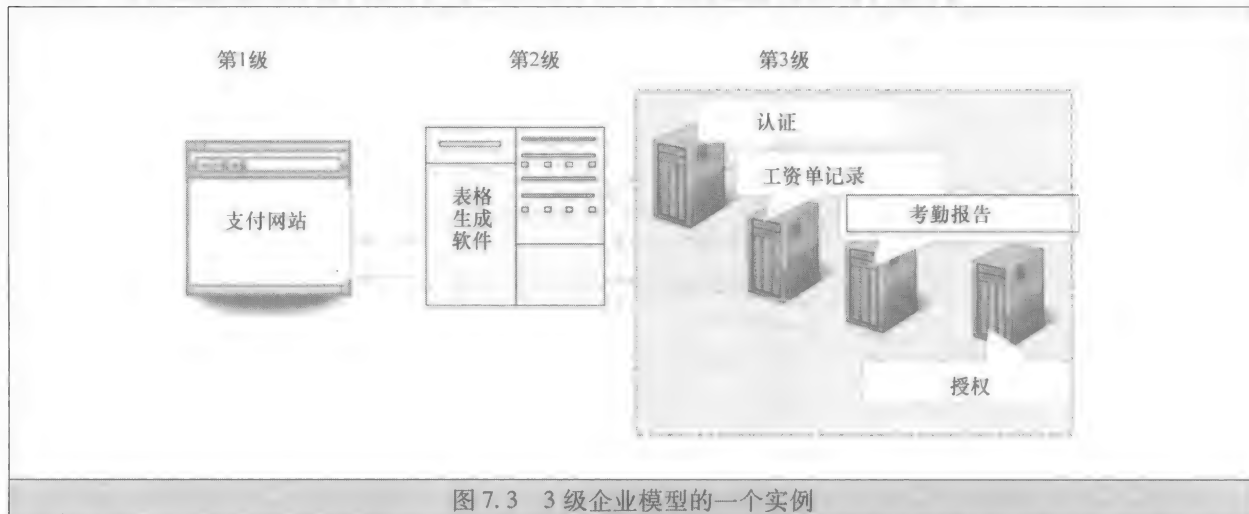 第1级
第2级
第3级
支付网站
表格
生成
软件
认证
工资单记录
考勤报告
授权
图 7.3 3 级企业模型的一个实例